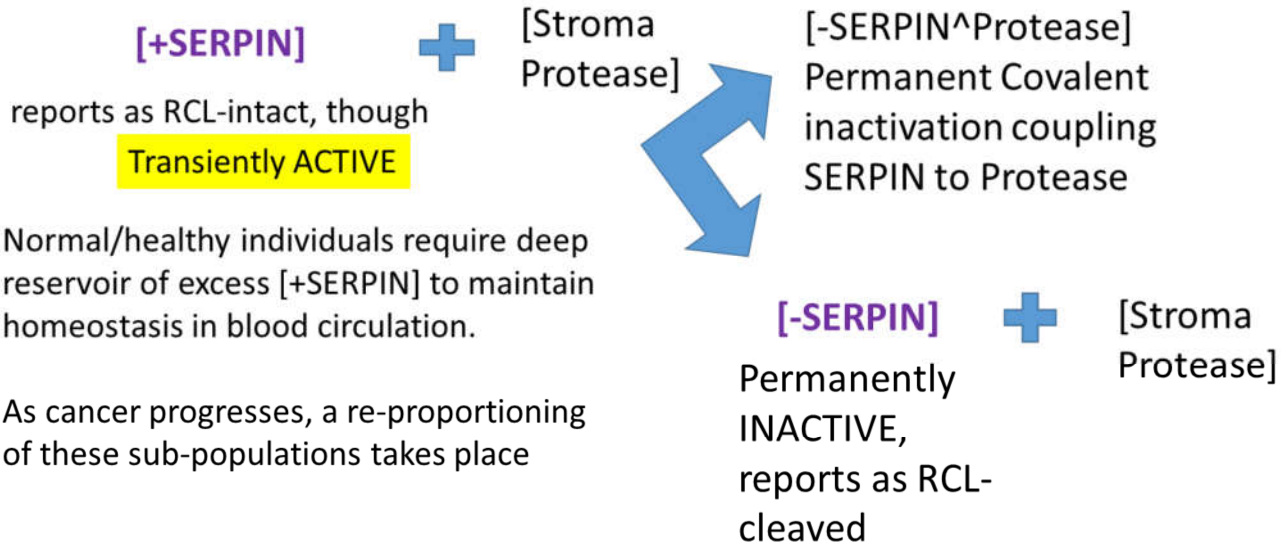 [+SERPIN]
[Stroma
Protease]
reports as RCL-intact, though
Transiently ACTIVE
Normal/healthy individuals require deep
reservoir of excess [+SERPIN] to maintain
homeostasis in blood circulation.
As cancer progresses, a re-proportioning
of these sub-populations takes place
[-SERPIN^Protease]
Permanent Covalent
inactivation coupling
SERPIN to Protease
[-SERPIN]
[Stroma
Protease]
Permanently
INACTIVE,
reports as RCL-
cleaved